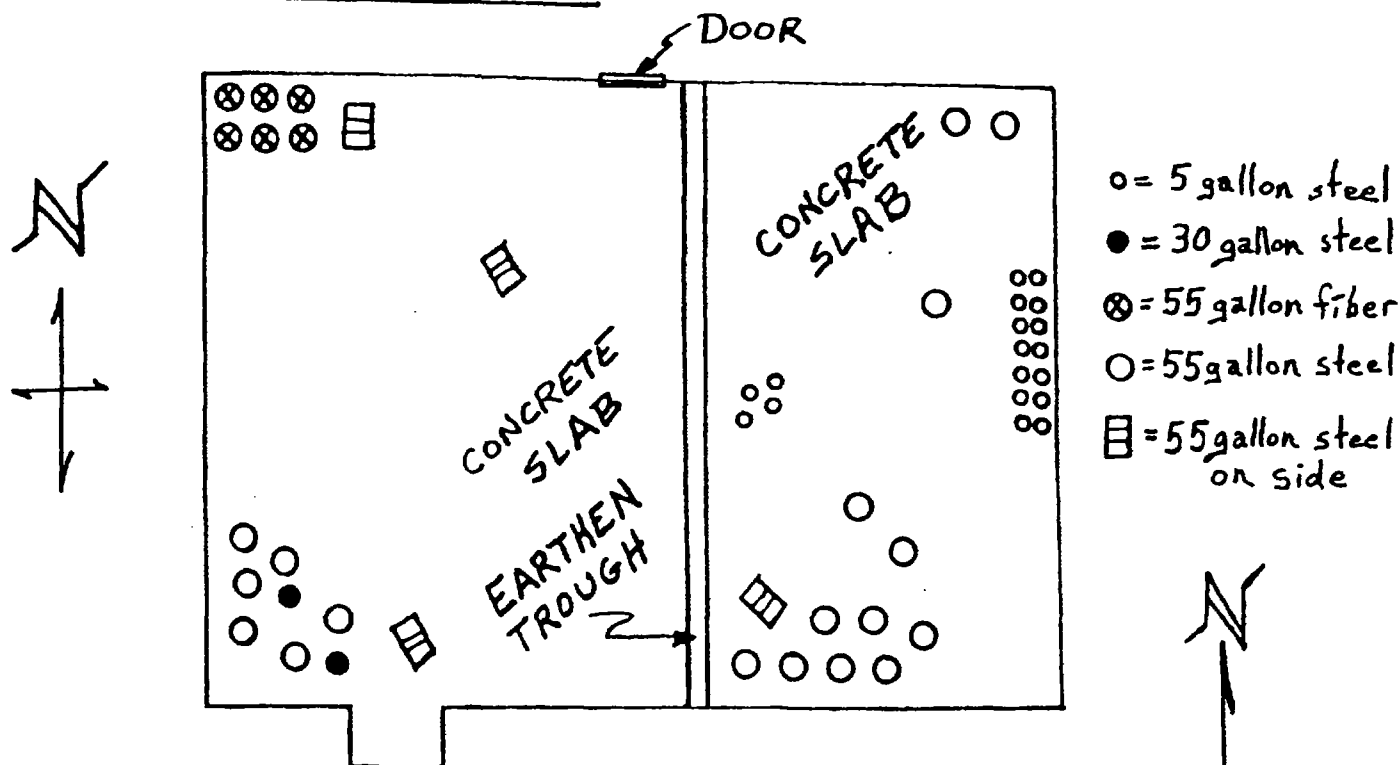 DOOR
N
CONCRETE
SLAB
o = 5 gallon steel
● = 30 gallon steel
⊗ = 55 gallon fiber
○ = 55 gallon steel
= 55 gallon steel
on side
CONCRETE
SLAB
EARTHEN
TROUGH
N